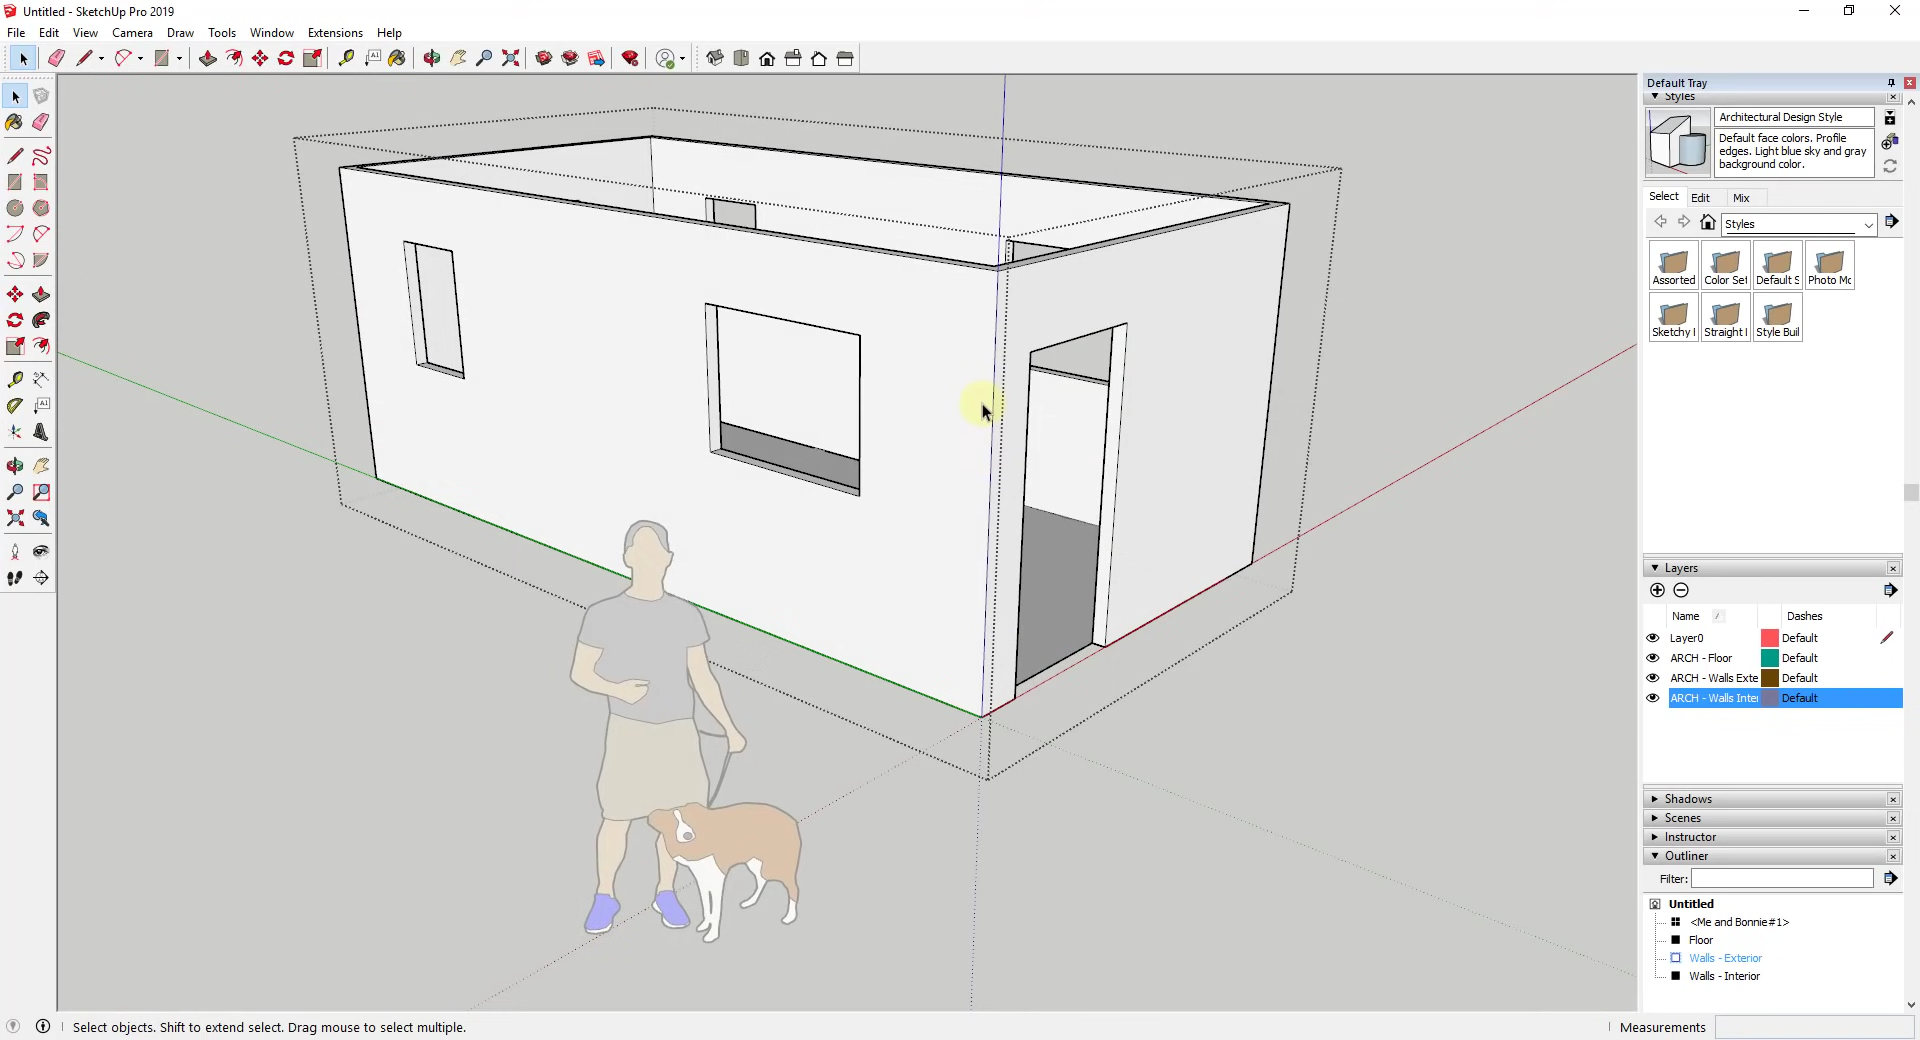 Untitled - SketchUp Pro 2019
File Edit View Camera Draw Tools Window Extensions Help
Default Tray
Styles
Architectural Design Style
Default face colors. Profile
edges. Light blue sky and gray
background color.
Select Edit Mix
Styles
Assorted Color Set Default S Photo Mc
Sketchy I Straight I Style Buil
Layers
Name Dashes
Layer0 Default
ARCH - Floor Default
ARCH - Walls Exte Default
ARCH - Walls Inte Default
Shadows
Scenes
Instructor
Outliner
Filter:
Untitled
<Me and Bonnie#1>
Floor
Walls - Exterior
Walls - Interior
Select objects. Shift to extend select. Drag mouse to select multiple.
Measurements